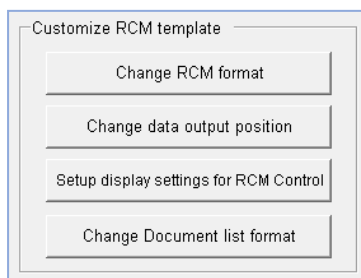 Customize RCM template
Change RCM format
Change data output position
Setup display settings for RCM Control
Change Document list format